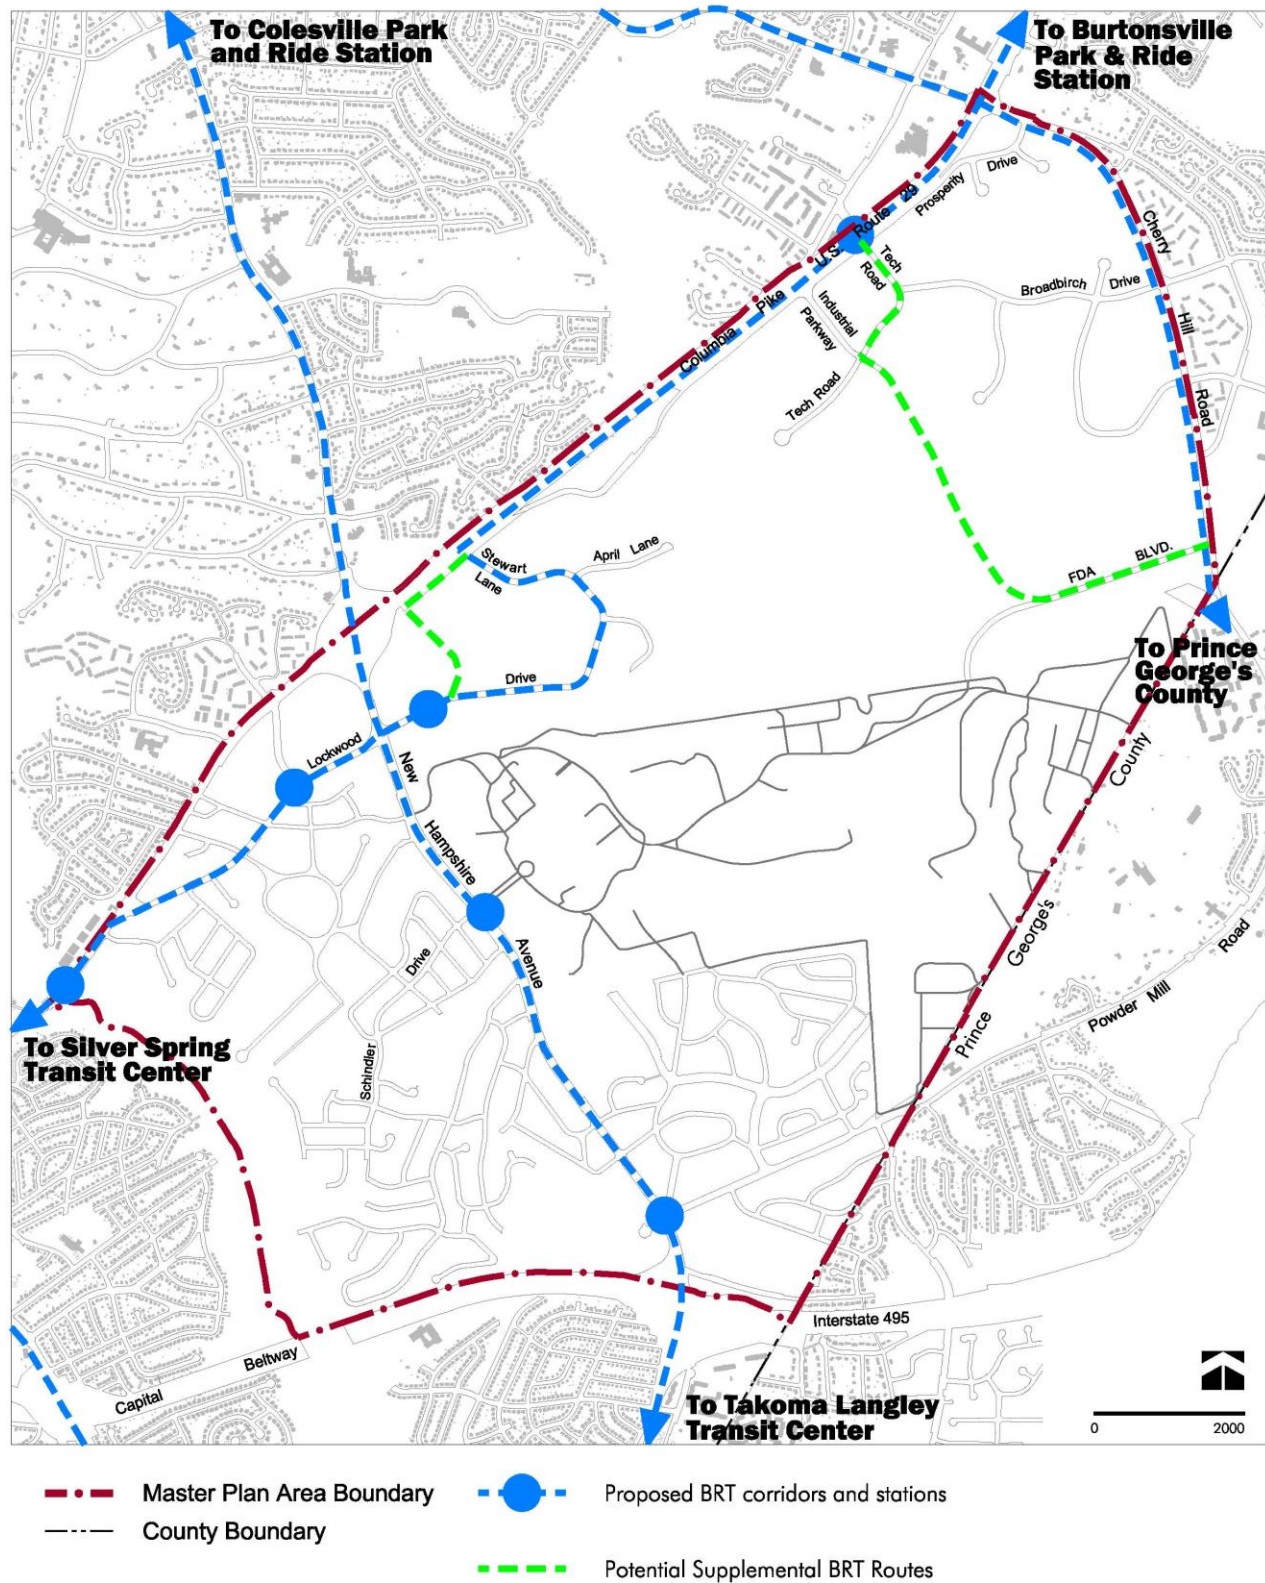 To Colesville Park
and Ride Station
To Burtonsville
Park & Ride
Station
Prosperity Drive
U.S. Route 29
Cherry Hill Road
Tech
Road
Broadbirch Drive
Industrial
Parkway
Columbia Pike
Tech Road
Stewart
Lane
April Lane
FDA BLVD.
To Prince
George's
County
Drive
Lockwood
New Hampshire Avenue
Prince George's County
Drive
Schindler
Powder Mill Road
To Silver Spring
Transit Center
Interstate 495
Capital Beltway
To Takoma Langley
Transit Center
0 2000
Master Plan Area Boundary
Proposed BRT corridors and stations
County Boundary
Potential Supplemental BRT Routes